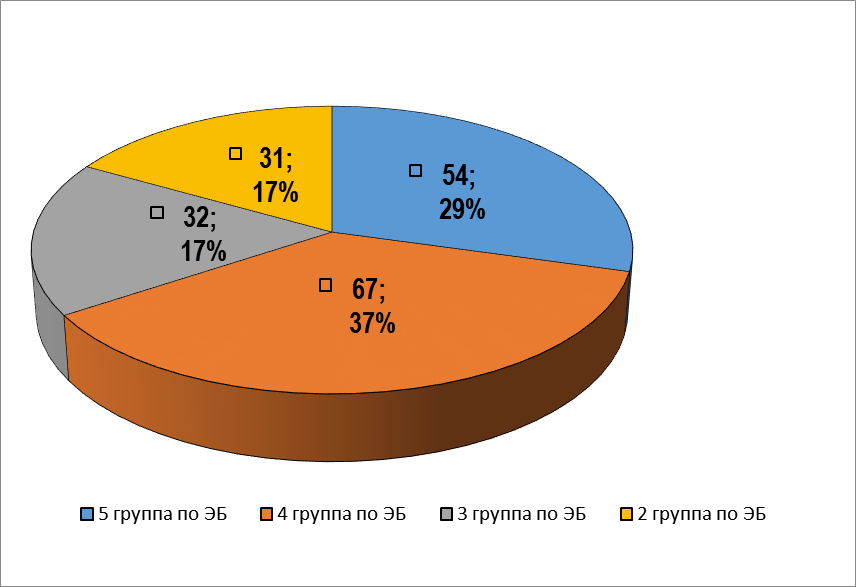 31;
17%
54;
29%
32;
17%
67;
37%
5 группа по ЭБ
4 группа по ЭБ
3 группа по ЭБ
2 группа по ЭБ